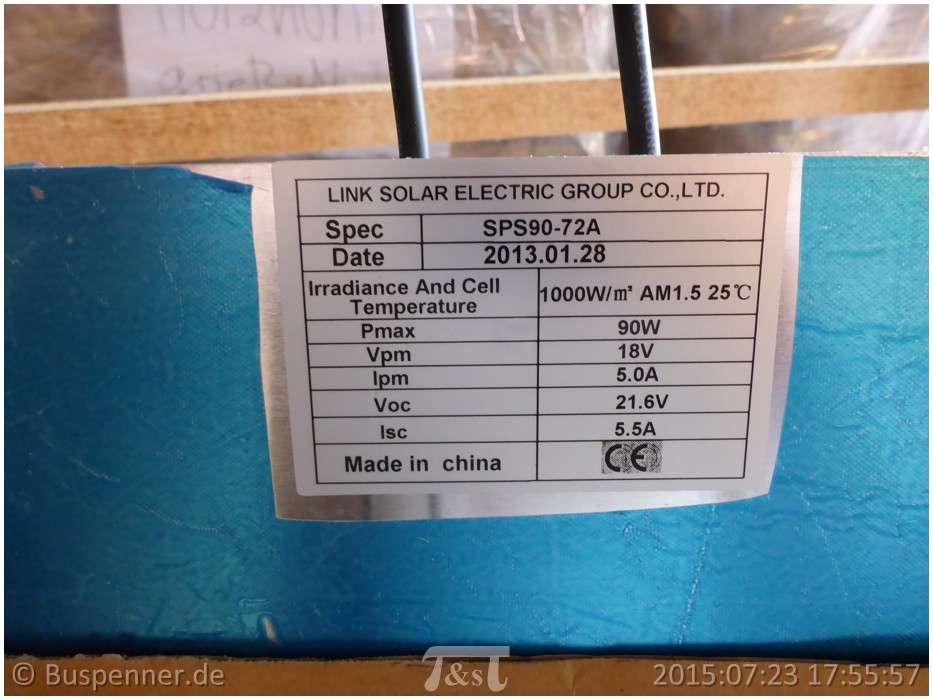 LINK SOLAR ELECTRIC GROUP CO.,LTD.
Spec SPS90-72A
Date 2013.01.28
Irradiance And Cell
Temperature
1000W/m² AM1.5 25℃
Pmax 90W
Vpm 18V
Ipm 5.0A
Voc 21.6V
Isc 5.5A
Made in china CE
© Buspenner.de
T&T
2015:07:23 17:55:57